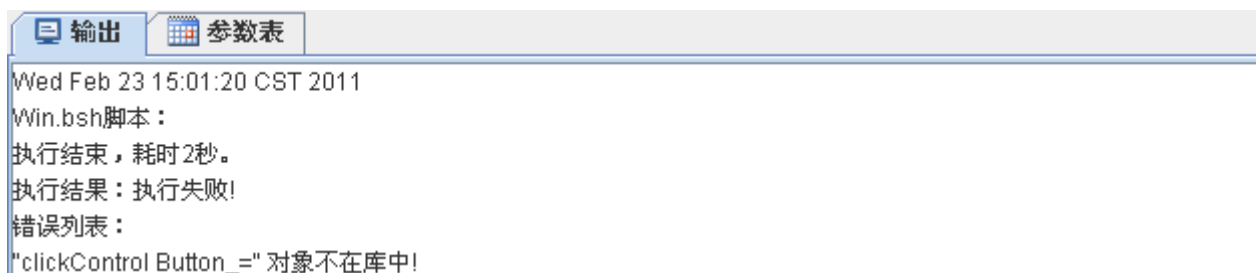 输出 参数表
Wed Feb 23 15:01:20 CST 2011
Win.bsh脚本：
执行结束，耗时2秒。
执行结果：执行失败!
错误列表：
"clickControl Button_=" 对象不在库中!